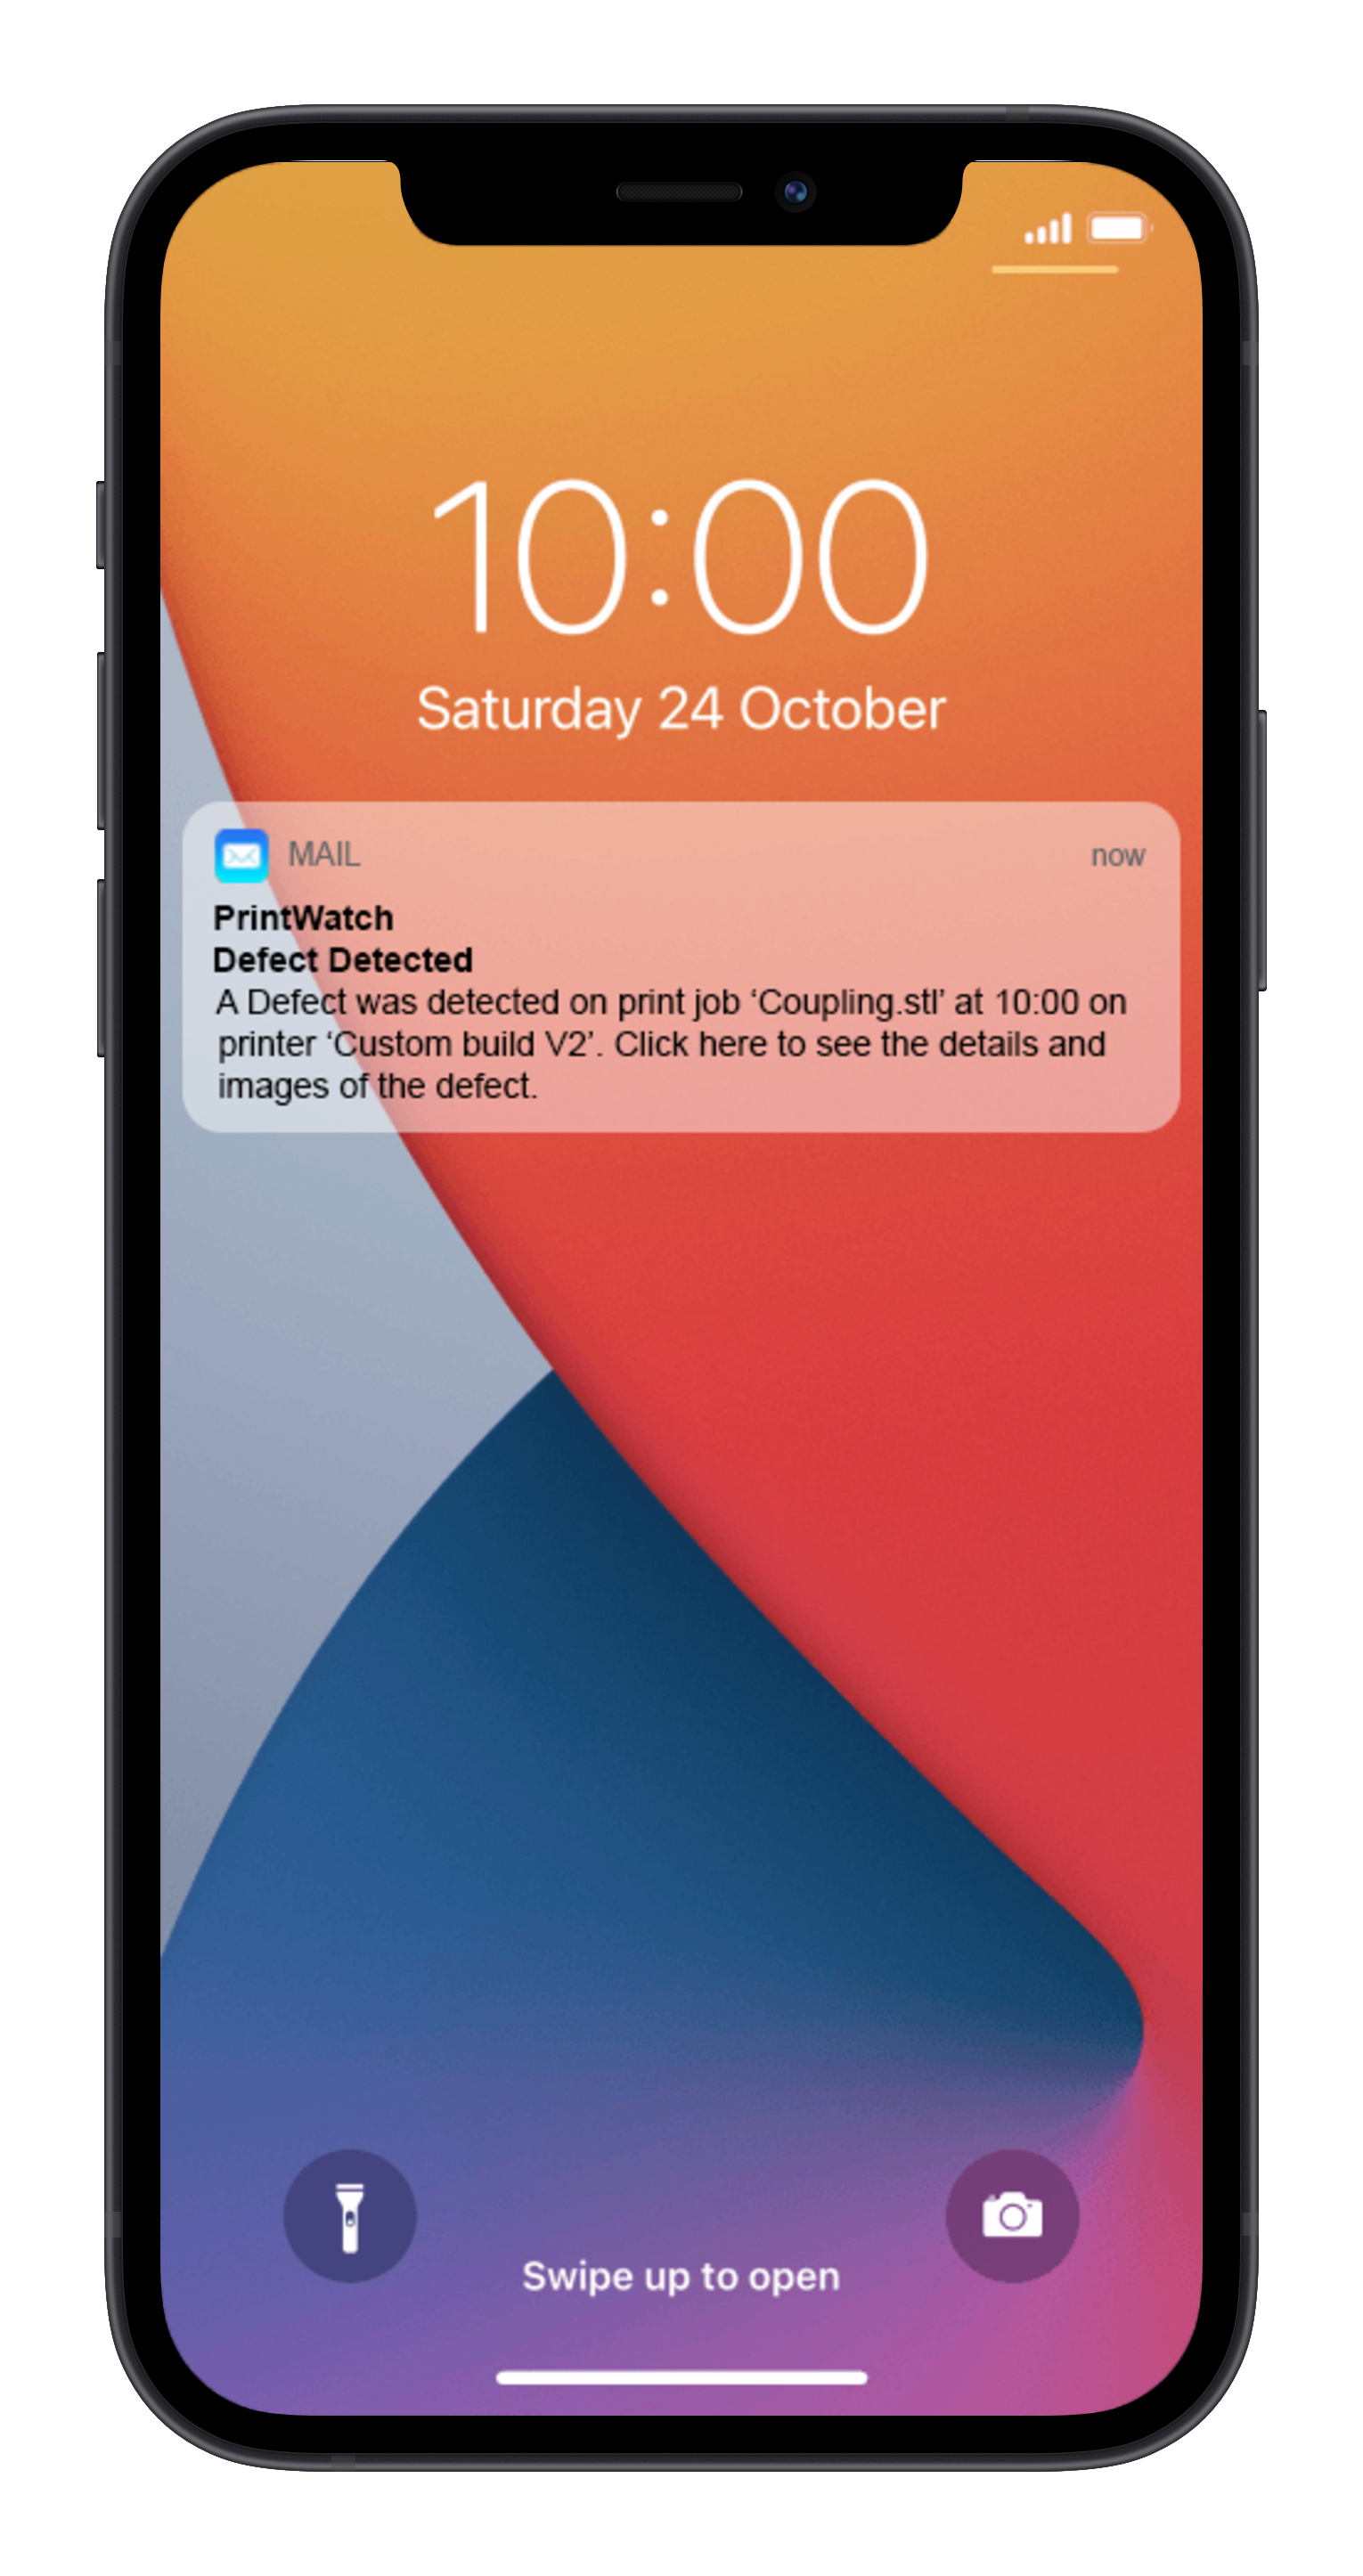 10:00
Saturday 24 October
MAIL now
PrintWatch
Defect Detected
A Defect was detected on print job ‘Coupling.stl’ at 10:00 on
printer ‘Custom build V2’. Click here to see the details and
images of the defect.
Swipe up to open